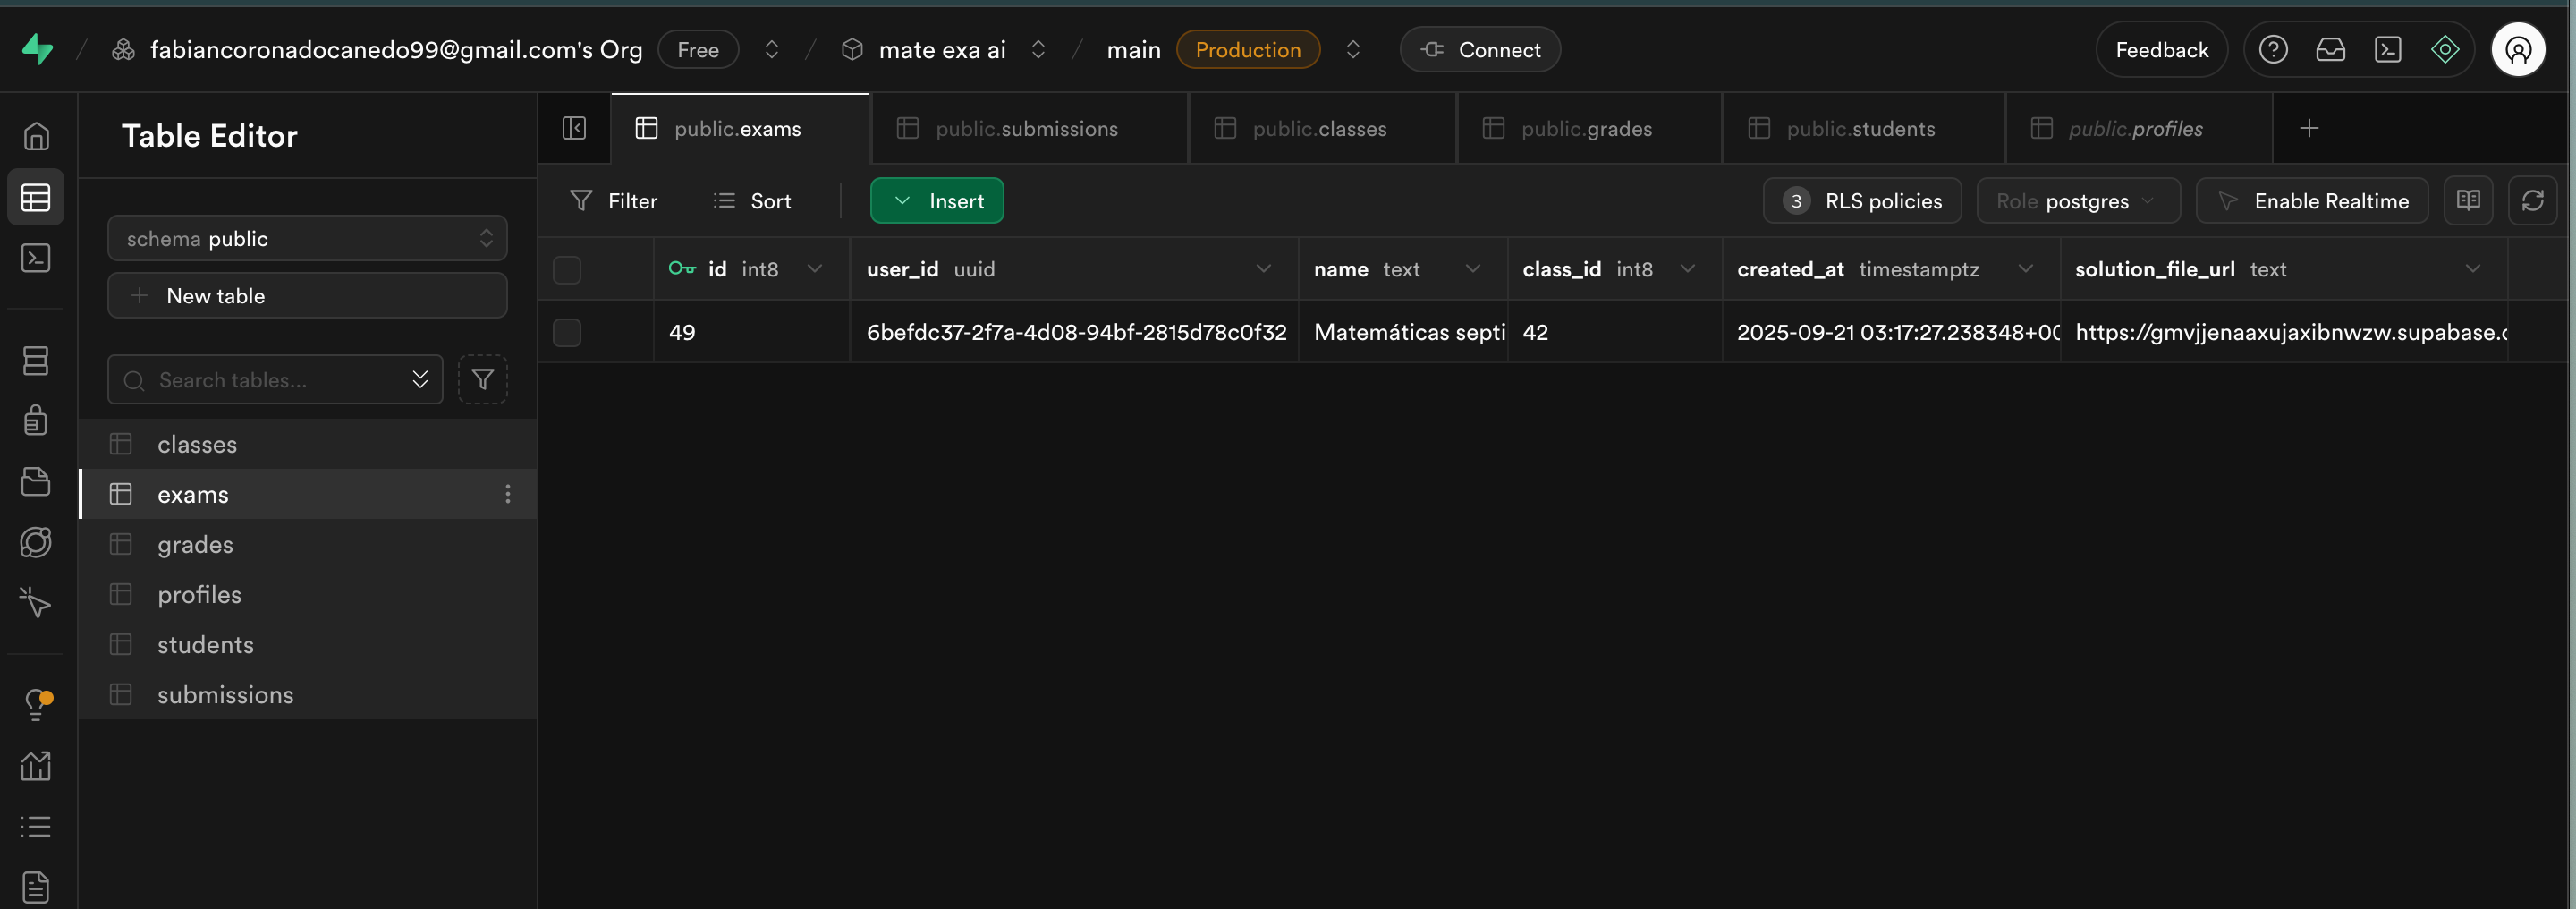 fabiancoronadocanedo99@gmail.com's Org Free mate exa ai main Production Connect Feedback
Table Editor
public.exams public.submissions public.classes public.grades public.students public.profiles
Filter Sort Insert 3 RLS policies Role postgres Enable Realtime
schema public
New table
Search tables...
classes
exams
grades
profiles
students
submissions
id int8 user_id uuid name text class_id int8 created_at timestamptz solution_file_url text
49 6befdc37-2f7a-4d08-94bf-2815d78c0f32 Matemáticas septi 42 2025-09-21 03:17:27.238348+00 https://gmvjjenaaxujaxibnwzw.supabase.c